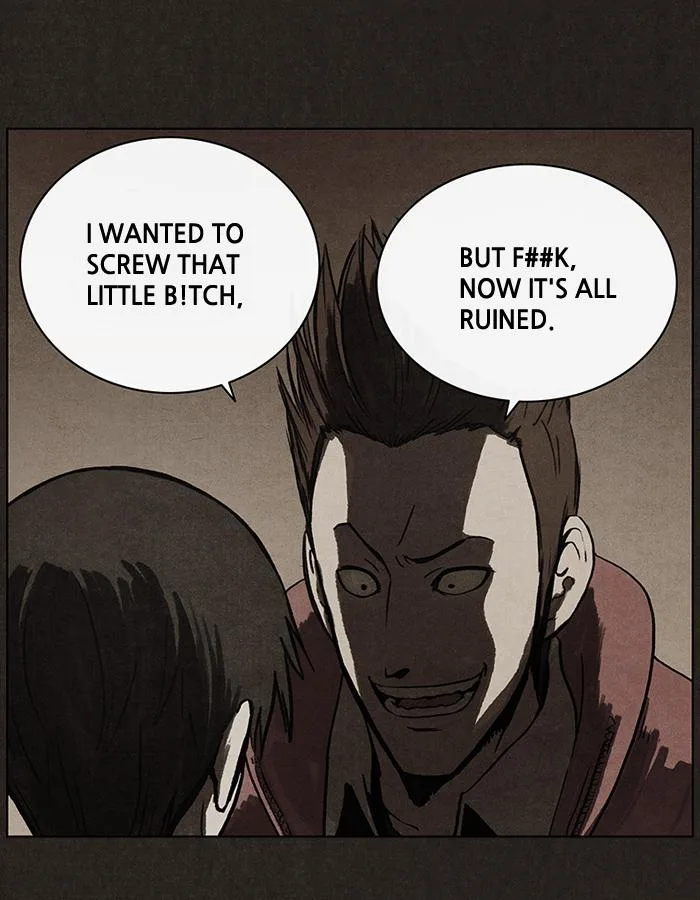 I WANTED TO
SCREW THAT
LITTLE B!TCH,
BUT F##K,
NOW IT'S ALL
RUINED.